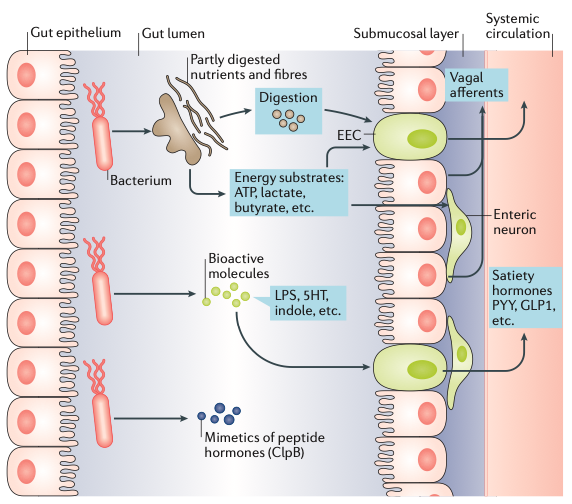 Gut epithelium
Gut lumen
Submucosal layer
Systemic
circulation
Partly digested
nutrients and fibres
Vagal
afferents
Digestion
EEC
Bacterium
Energy substrates:
ATP, lactate,
butyrate, etc.
Enteric
neuron
Bioactive
molecules
LPS, 5HT,
indole, etc.
Satiety
hormones
PYY, GLP1,
etc.
Mimetics of peptide
hormones (ClpB)